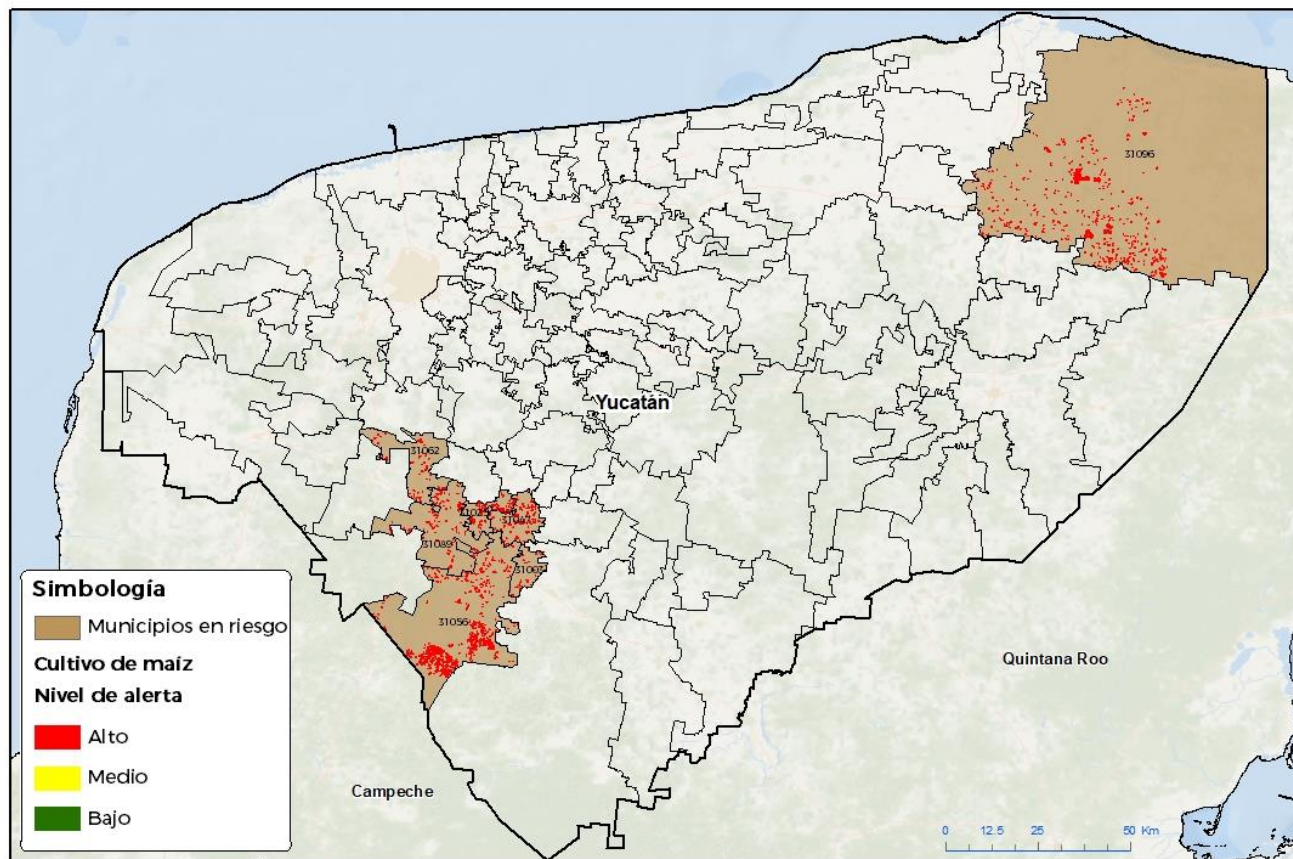 31096
Yucatán
31062
31089
31056
Quintana Roo
Campeche
Simbología
Municipios en riesgo
Cultivo de maíz
Nivel de alerta
Alto
Medio
Bajo
0 12.5 25 50 Km